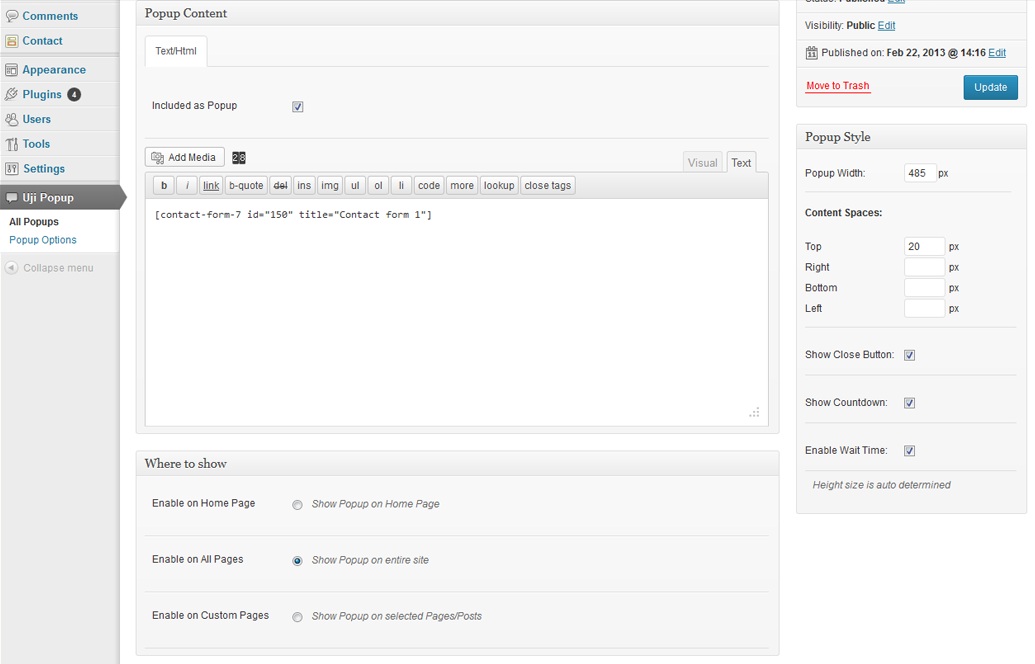 Comments
Contact
Appearance
Plugins 4
Users
Tools
Settings
Uji Popup
All Popups
Popup Options
Collapse menu
Popup Content
Text/Html
Included as Popup
Add Media 28
Visual Text
b i link b-quote del ins img ul ol li code more lookup close tags
[contact-form-7 id="150" title="Contact form 1"]
Where to show
Enable on Home Page Show Popup on Home Page
Enable on All Pages Show Popup on entire site
Enable on Custom Pages Show Popup on selected Pages/Posts
Status: Published Edit
Visibility: Public Edit
11 Published on: Feb 22, 2013 @ 14:16 Edit
Move to Trash Update
Popup Style
Popup Width: 485 px
Content Spaces:
Top 20 px
Right px
Bottom px
Left px
Show Close Button:
Show Countdown:
Enable Wait Time:
Height size is auto determined